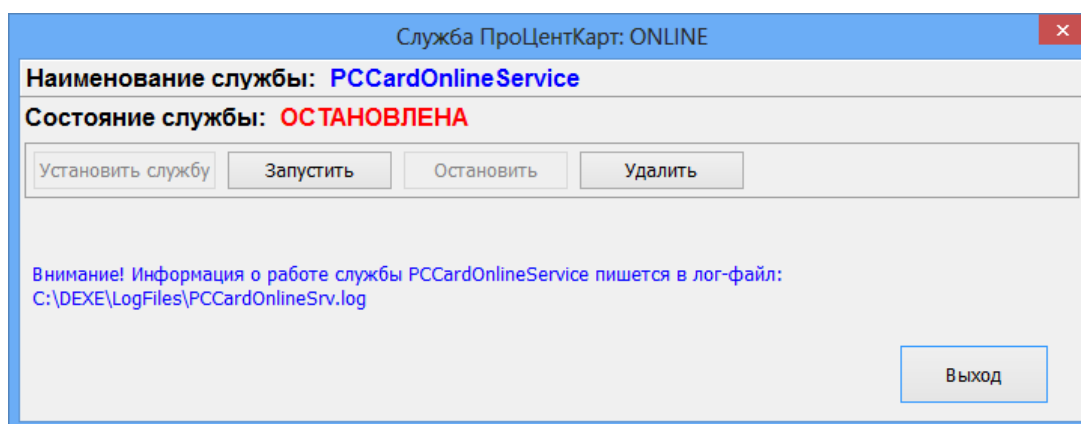 Служба ПроЦентКарт: ONLINE
Наименование службы: PCCardOnlineService
Состояние службы: ОСТАНОВЛЕНА
Установить службу Запустить Остановить Удалить
Внимание! Информация о работе службы PCCardOnlineService пишется в лог-файл:
C:\DEXE\LogFiles\PCCardOnlineSrv.log
Выход